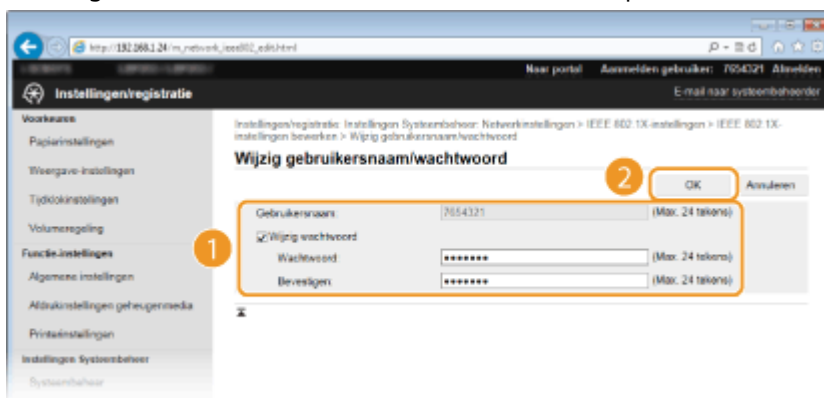 http://192.168.1.24/m_network_ieee802_edit.html
Naar portal Aanmelden gebruiker: 7654321 Afmelden
Instellingen/registratie
E-mail naar systeembeheerder
Voorkeuren
Papierinstellingen
Weergave-instellingen
Tijdklokinstellingen
Volumeregeling
Functie-instellingen
Algemene instellingen
Afdrukinstellingen geheugenmedia
Printerinstellingen
Instellingen Systeembeheer
Systeembeheer
Instellingen/registratie: Instellingen Systeembeheer: Netwerkinstellingen > IEEE 802.1X-instellingen > IEEE 802.1X-
instellingen bewerken > Wijzig gebruikersnaam/wachtwoord
Wijzig gebruikersnaam/wachtwoord
2
OK Annuleren
1
Gebruikersnaam: 7654321 (Max. 24 tekens)
Wijzig wachtwoord
Wachtwoord: ••••••• (Max. 24 tekens)
Bevestigen: ••••••• (Max. 24 tekens)